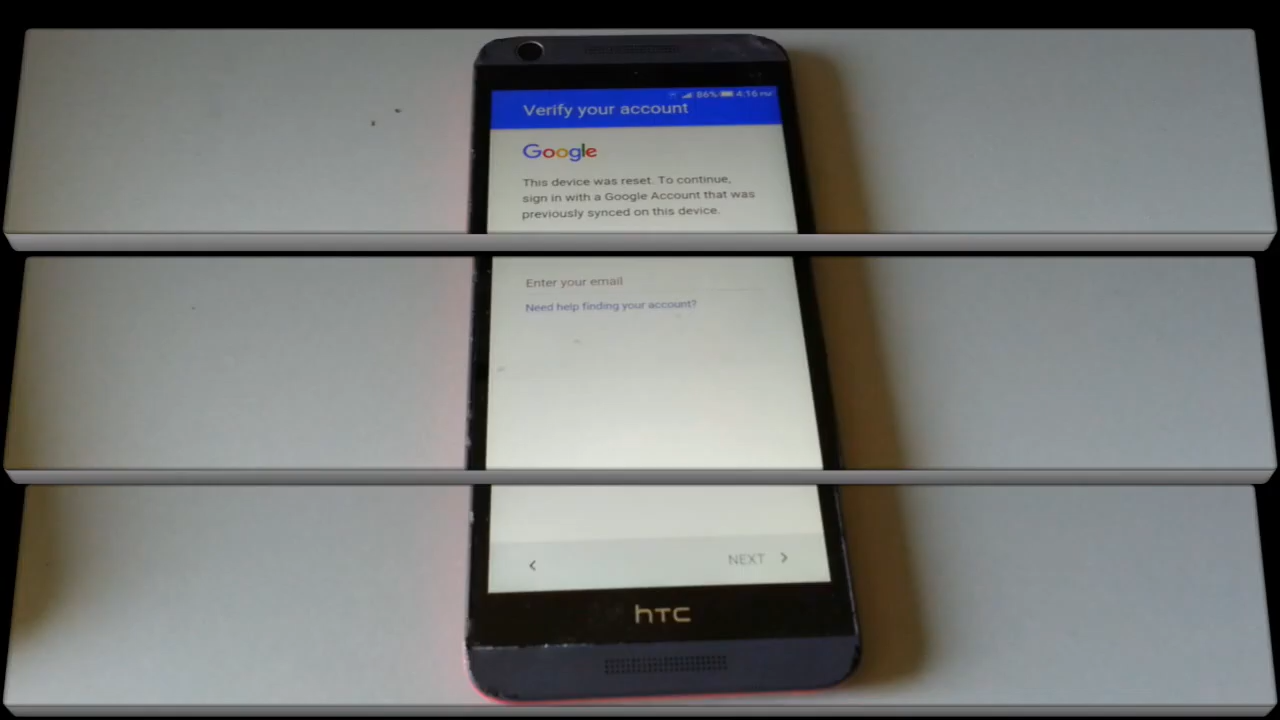 86% 4:16 PM
Verify your account
Google
This device was reset. To continue,
sign in with a Google Account that was
previously synced on this device.
Enter your email
Need help finding your account?
NEXT
hTC